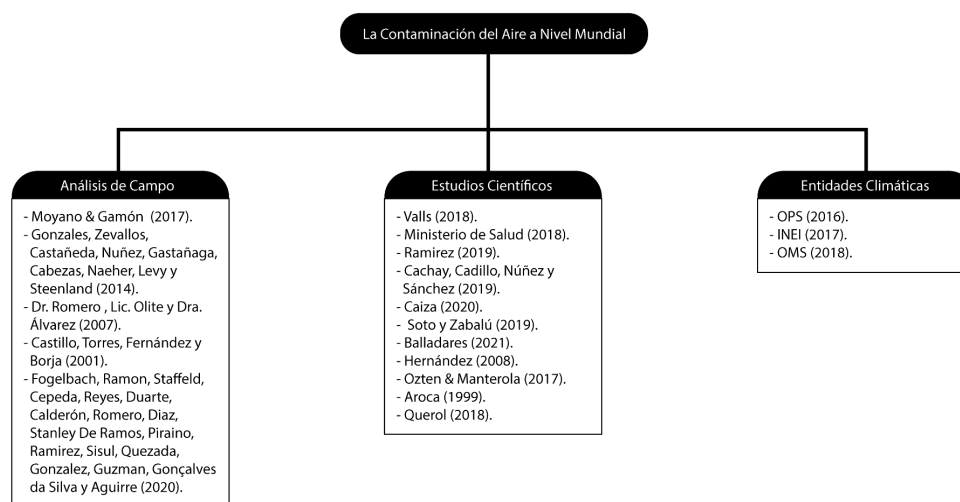 La Contaminación del Aire a Nivel Mundial
Análisis de Campo
- Moyano & Gamón (2017).
- Gonzales, Zevallos,
Castañeda, Nuñez, Gastañaga,
Cabezas, Naeher, Levy y
Steenland (2014).
- Dr. Romero , Lic. Olite y Dra.
Álvarez (2007).
- Castillo, Torres, Fernández y
Borja (2001).
- Fogelbach, Ramon, Staffeld,
Cepeda, Reyes, Duarte,
Calderón, Romero, Diaz,
Stanley De Ramos, Piraino,
Ramirez, Sisul, Quezada,
Gonzalez, Guzman, Gonçalves
da Silva y Aguirre (2020).
Estudios Científicos
- Valls (2018).
- Ministerio de Salud (2018).
- Ramirez (2019).
- Cachay, Cadillo, Núñez y
Sánchez (2019).
- Caiza (2020).
- Soto y Zabalú (2019).
- Balladares (2021).
- Hernández (2008).
- Ozten & Manterola (2017).
- Aroca (1999).
- Querol (2018).
Entidades Climáticas
- OPS (2016).
- INEI (2017).
- OMS (2018).